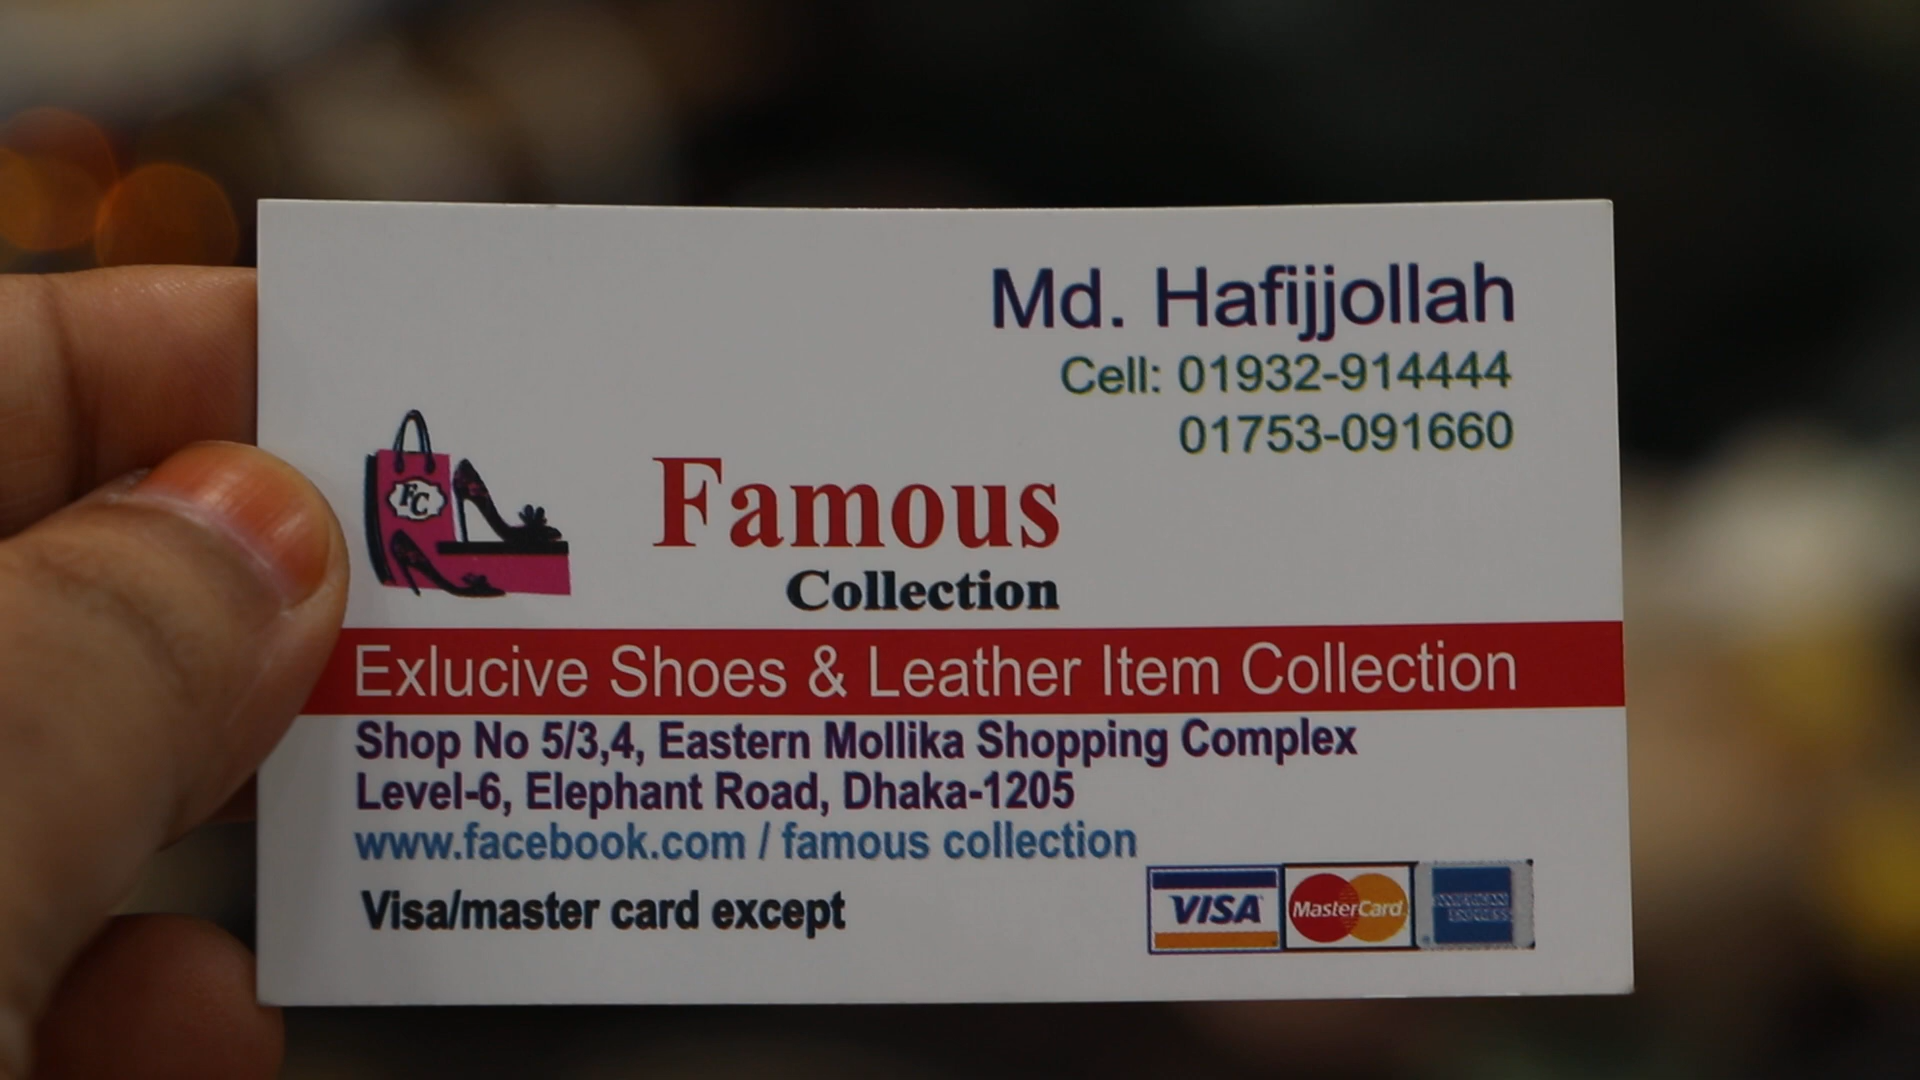 Md. Hafijjollah
Cell: 01932-914444
01753-091660
FC
Famous
Collection
Exlucive Shoes & Leather Item Collection
Shop No 5/3,4, Eastern Mollika Shopping Complex
Level-6, Elephant Road, Dhaka-1205
www.facebook.com / famous collection
Visa/master card except
VISA
MasterCard
AMERICAN
EXPRESS